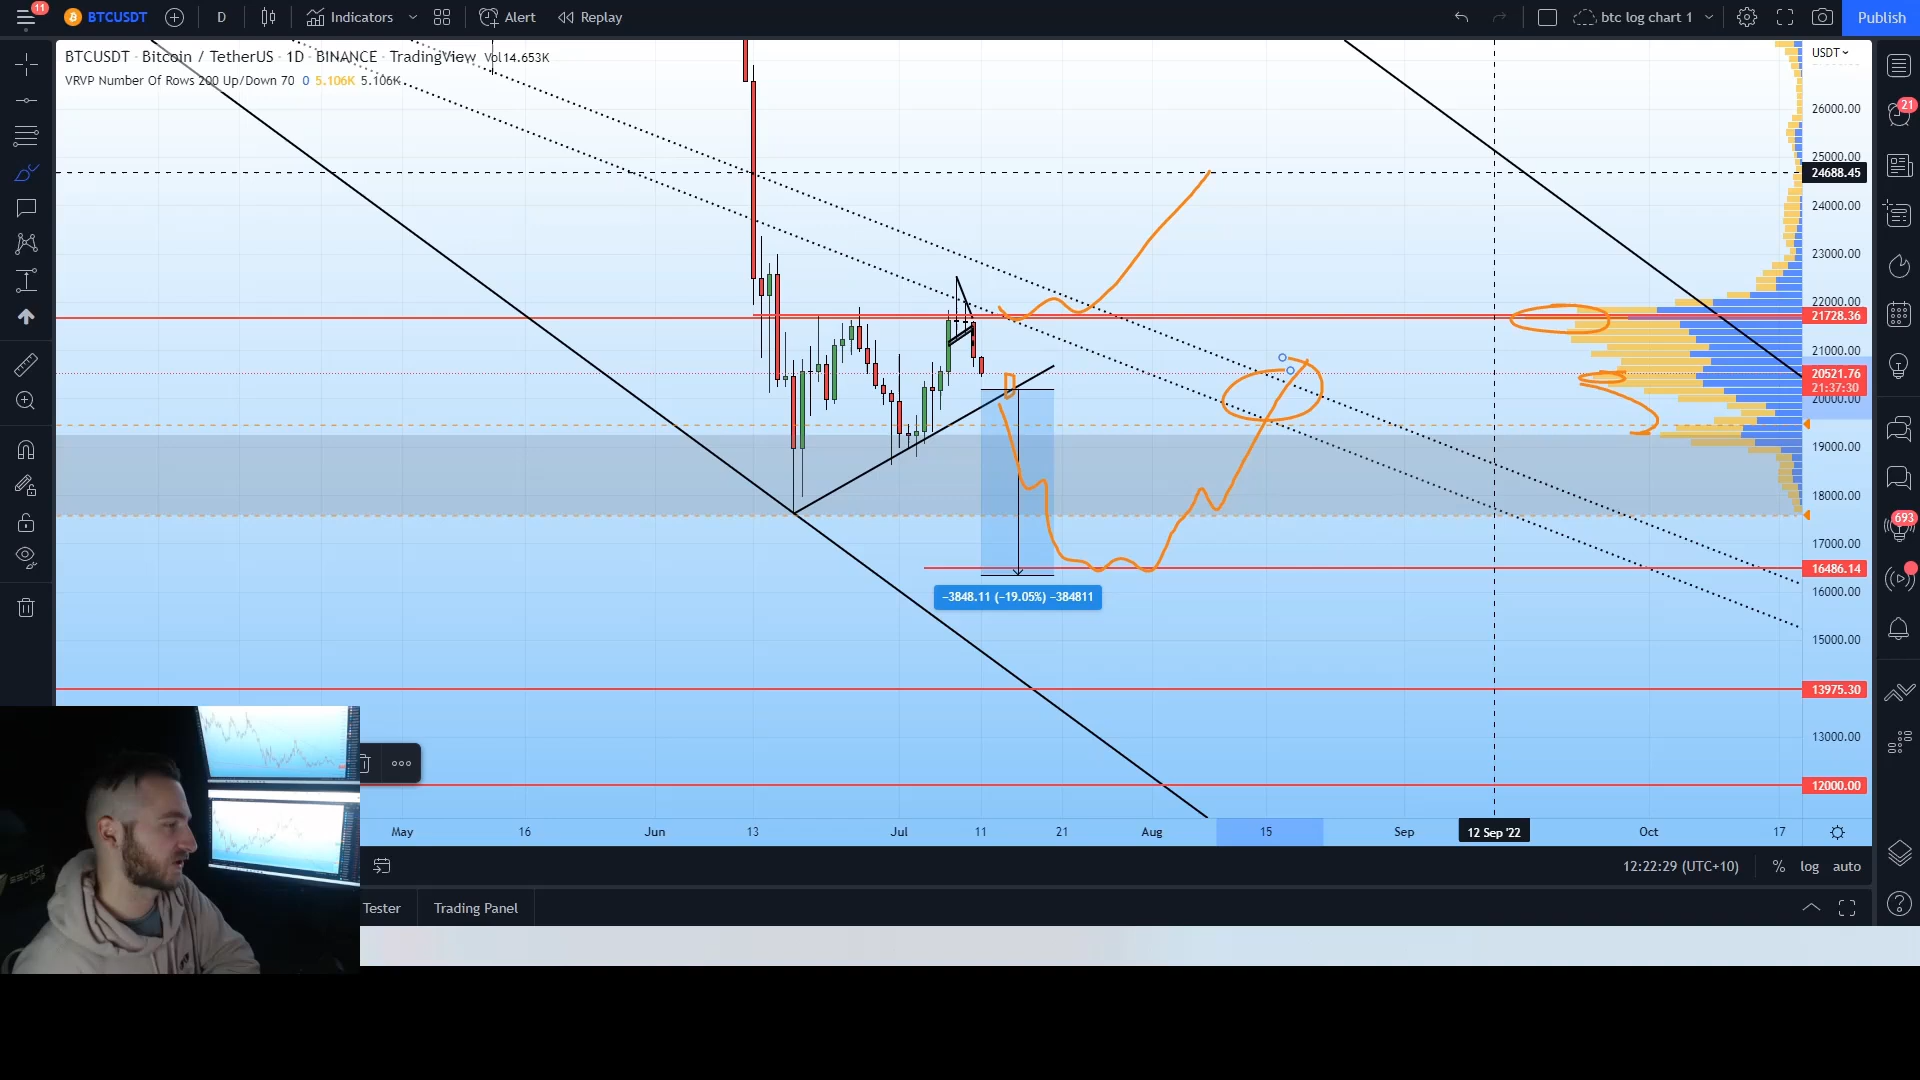 11
BTCUSDT
D
Indicators
Alert
Replay
btc log chart 1
Publish
BTCUSDT · Bitcoin / TetherUS · 1D · BINANCE · TradingView Vol14.653K
VRVP Number Of Rows 200 Up/Down 70 0 5.106K 5.106K
USDT
26000.00
25000.00
24688.45
24000.00
23000.00
22000.00
21728.36
21000.00
20521.76
21:37:30
20000.00
19000.00
18000.00
17000.00
16486.14
16000.00
15000.00
13975.30
13000.00
12000.00
−3848.11 (−19.05%) −384811
21
693
May
16
Jun
13
Jul
11
21
Aug
15
Sep
12 Sep '22
Oct
17
12:22:29 (UTC+10)
%
log
auto
Tester
Trading Panel